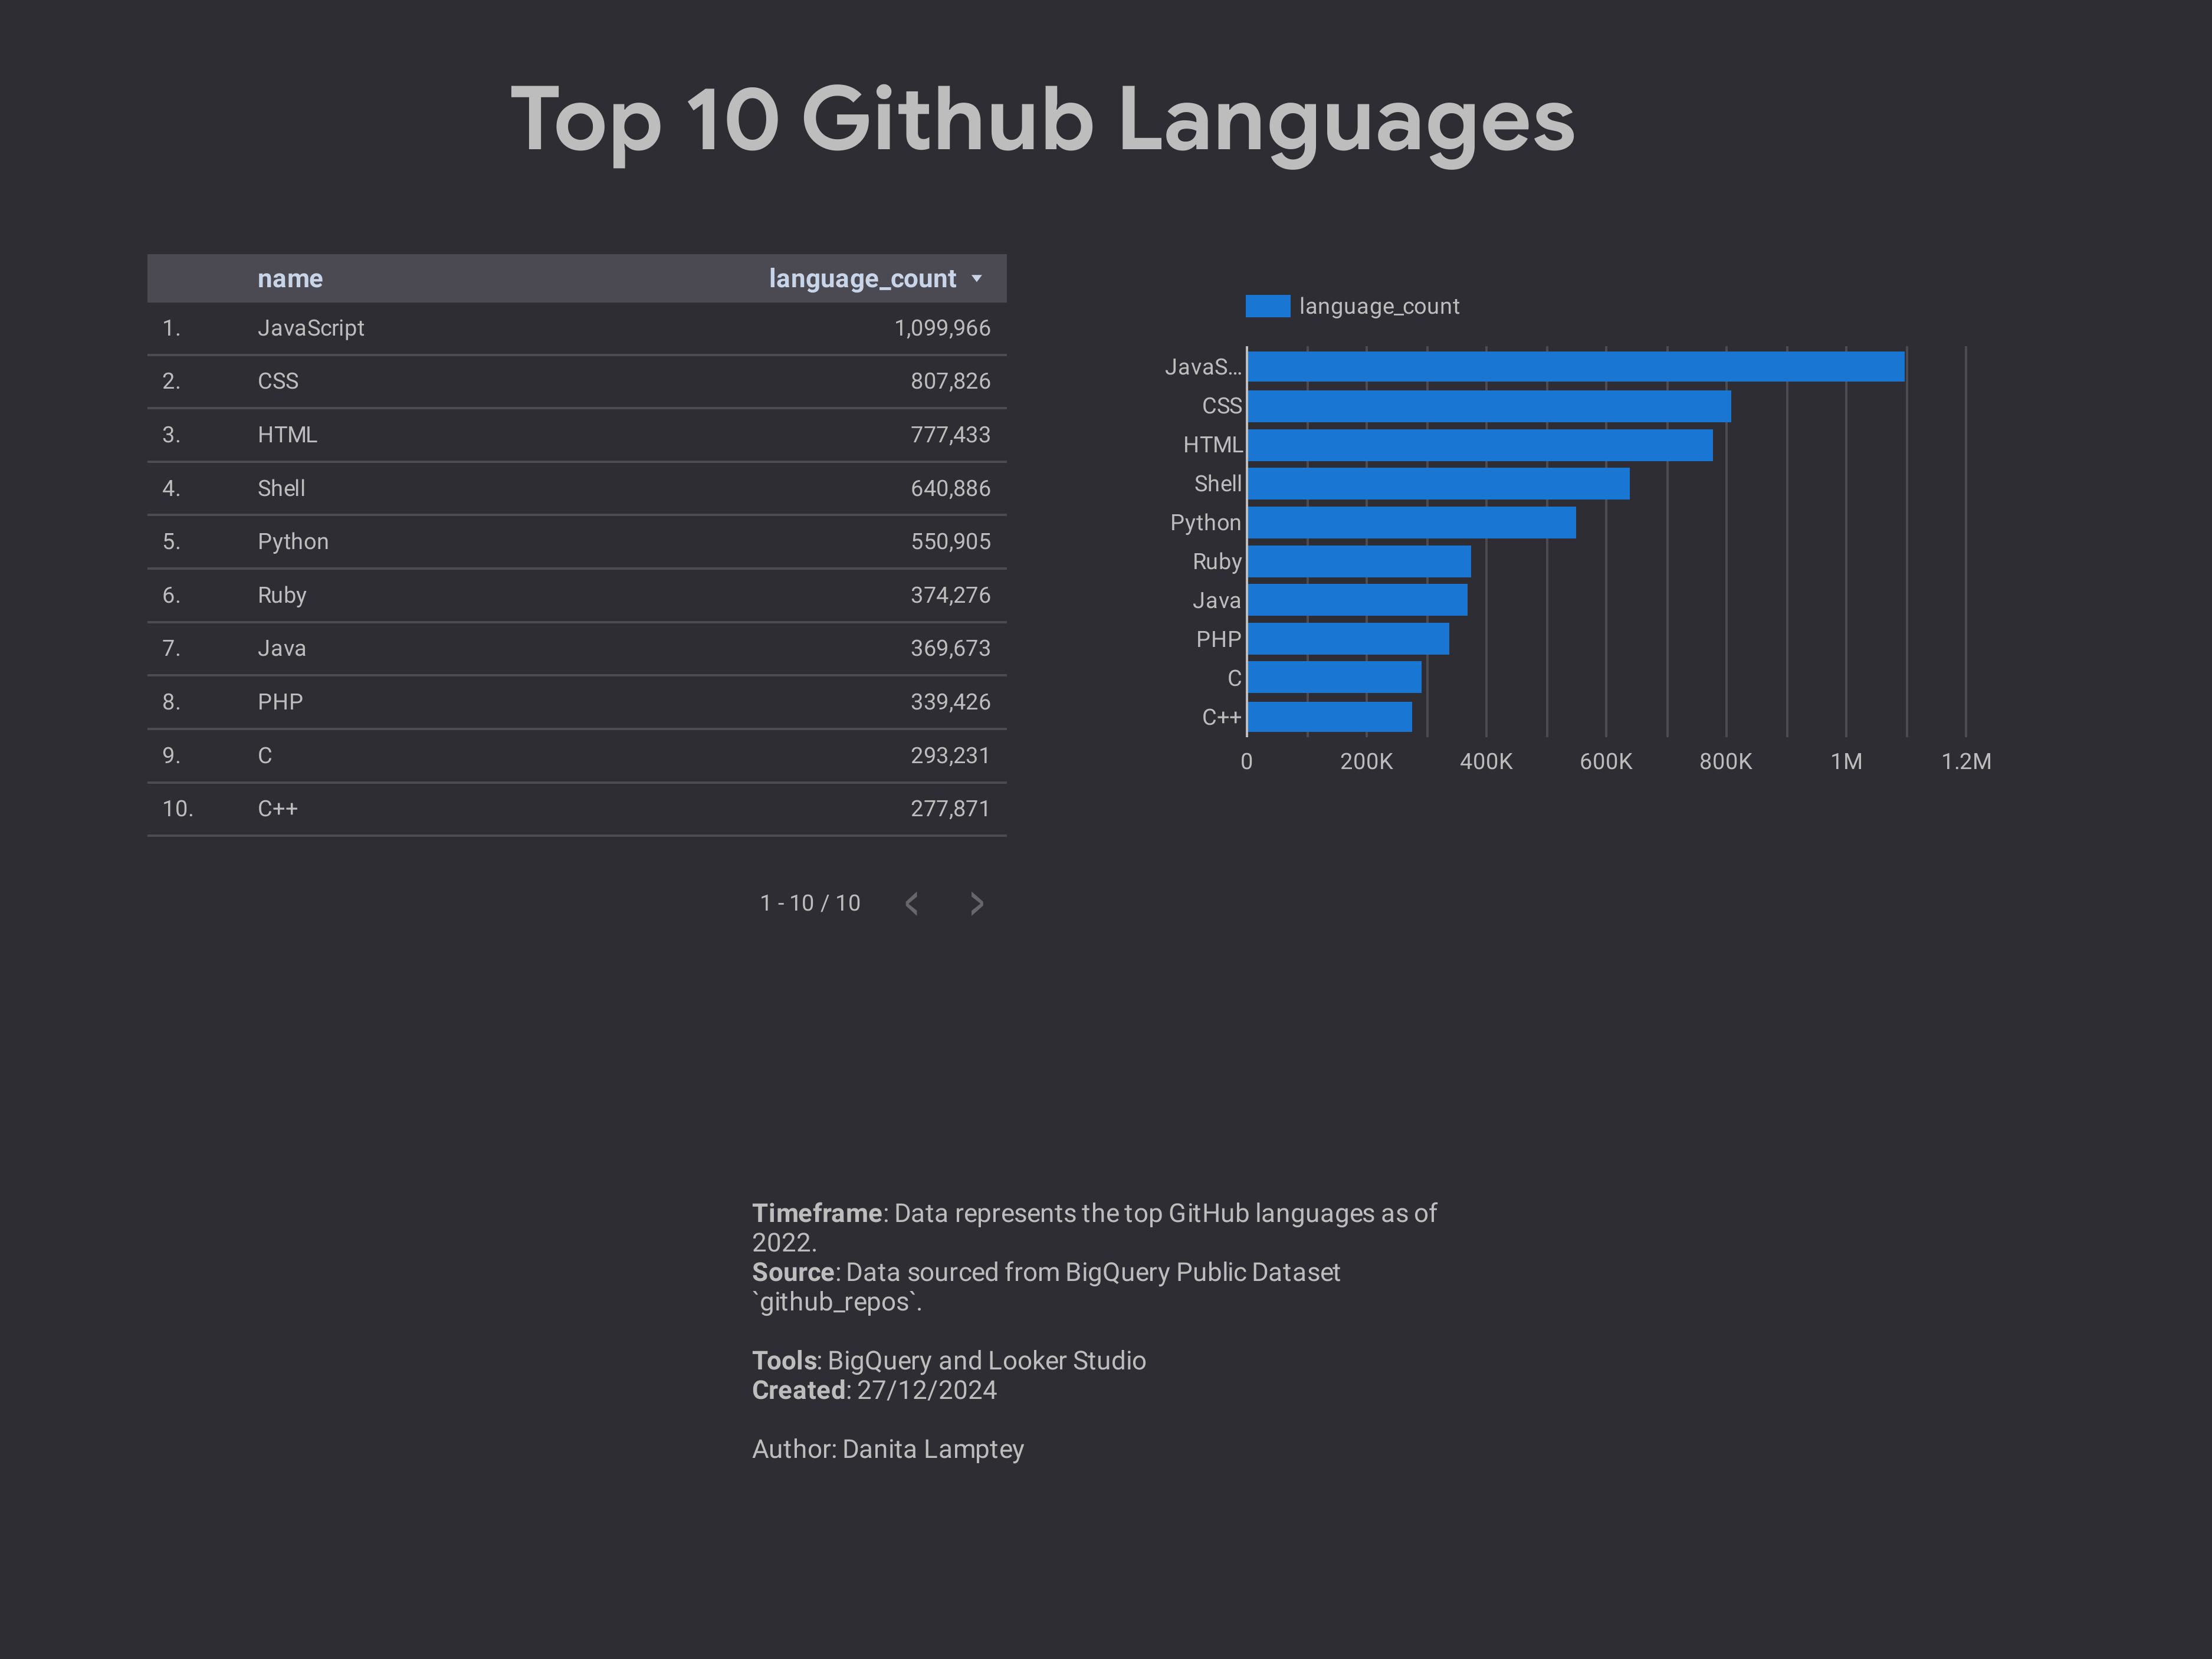 Top 10 Github Languages
name language_count
1. JavaScript 1,099,966
2. CSS 807,826
3. HTML 777,433
4. Shell 640,886
5. Python 550,905
6. Ruby 374,276
7. Java 369,673
8. PHP 339,426
9. C 293,231
10. C++ 277,871
1 - 10 / 10
language_count
JavaS...
CSS
HTML
Shell
Python
Ruby
Java
PHP
C
C++
0 200K 400K 600K 800K 1M 1.2M
Timeframe: Data represents the top GitHub languages as of
2022.
Source: Data sourced from BigQuery Public Dataset
`github_repos`.
Tools: BigQuery and Looker Studio
Created: 27/12/2024
Author: Danita Lamptey